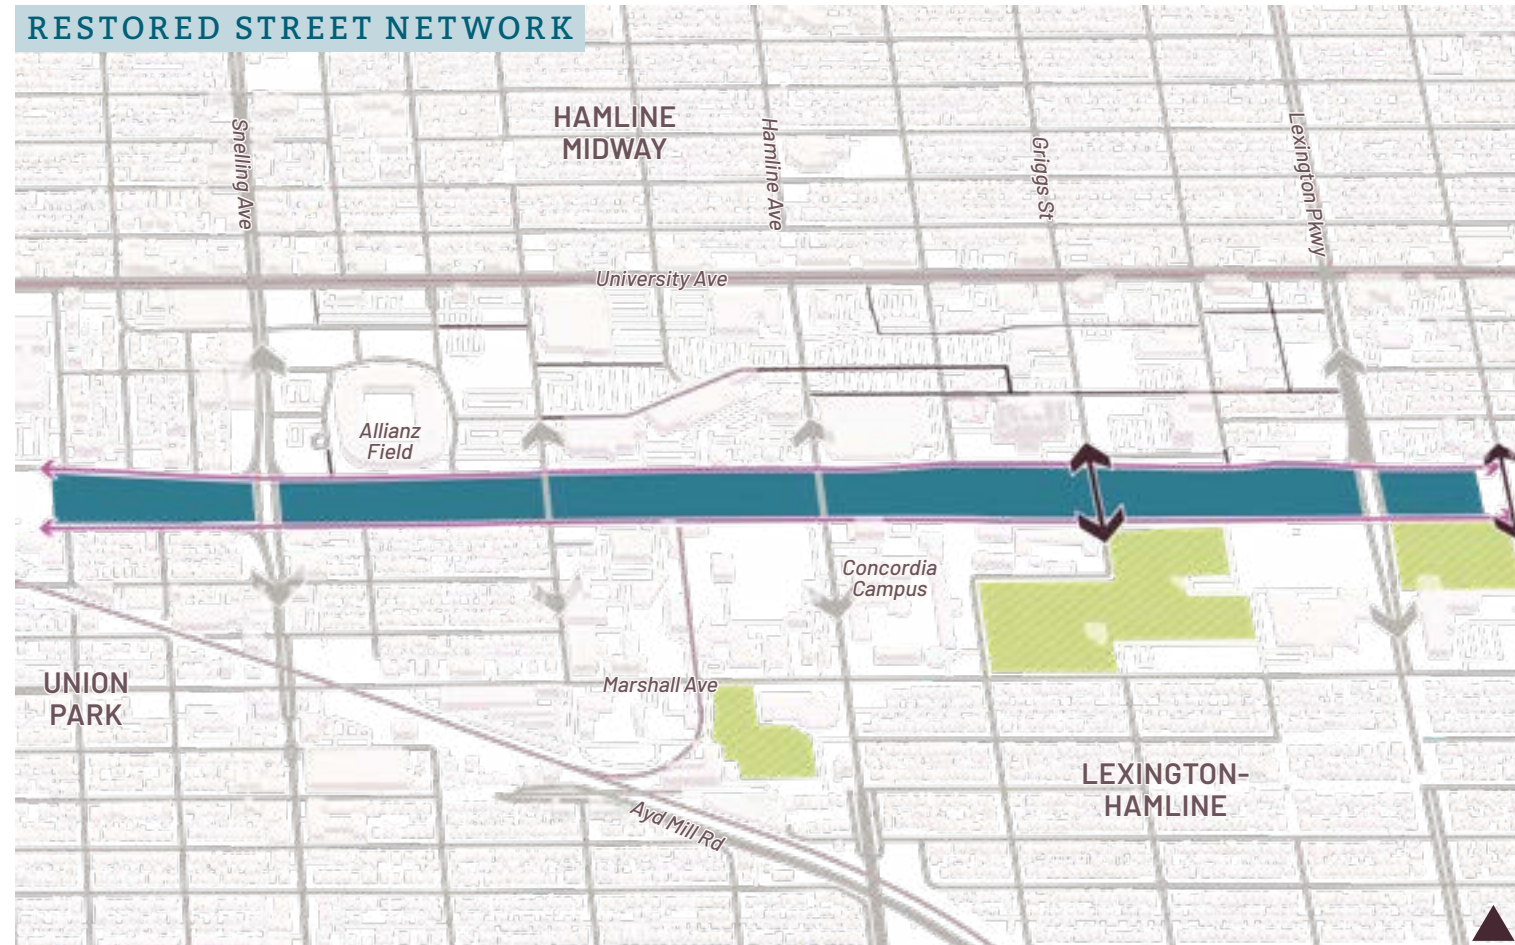 RESTORED STREET NETWORK
HAMLINE
MIDWAY
Snelling Ave
Hamline Ave
Griggs St
Lexington Pkwy
University Ave
Allianz
Field
Concordia
Campus
UNION
PARK
Marshall Ave
LEXINGTON-
HAMLINE
Ayd Mill Rd